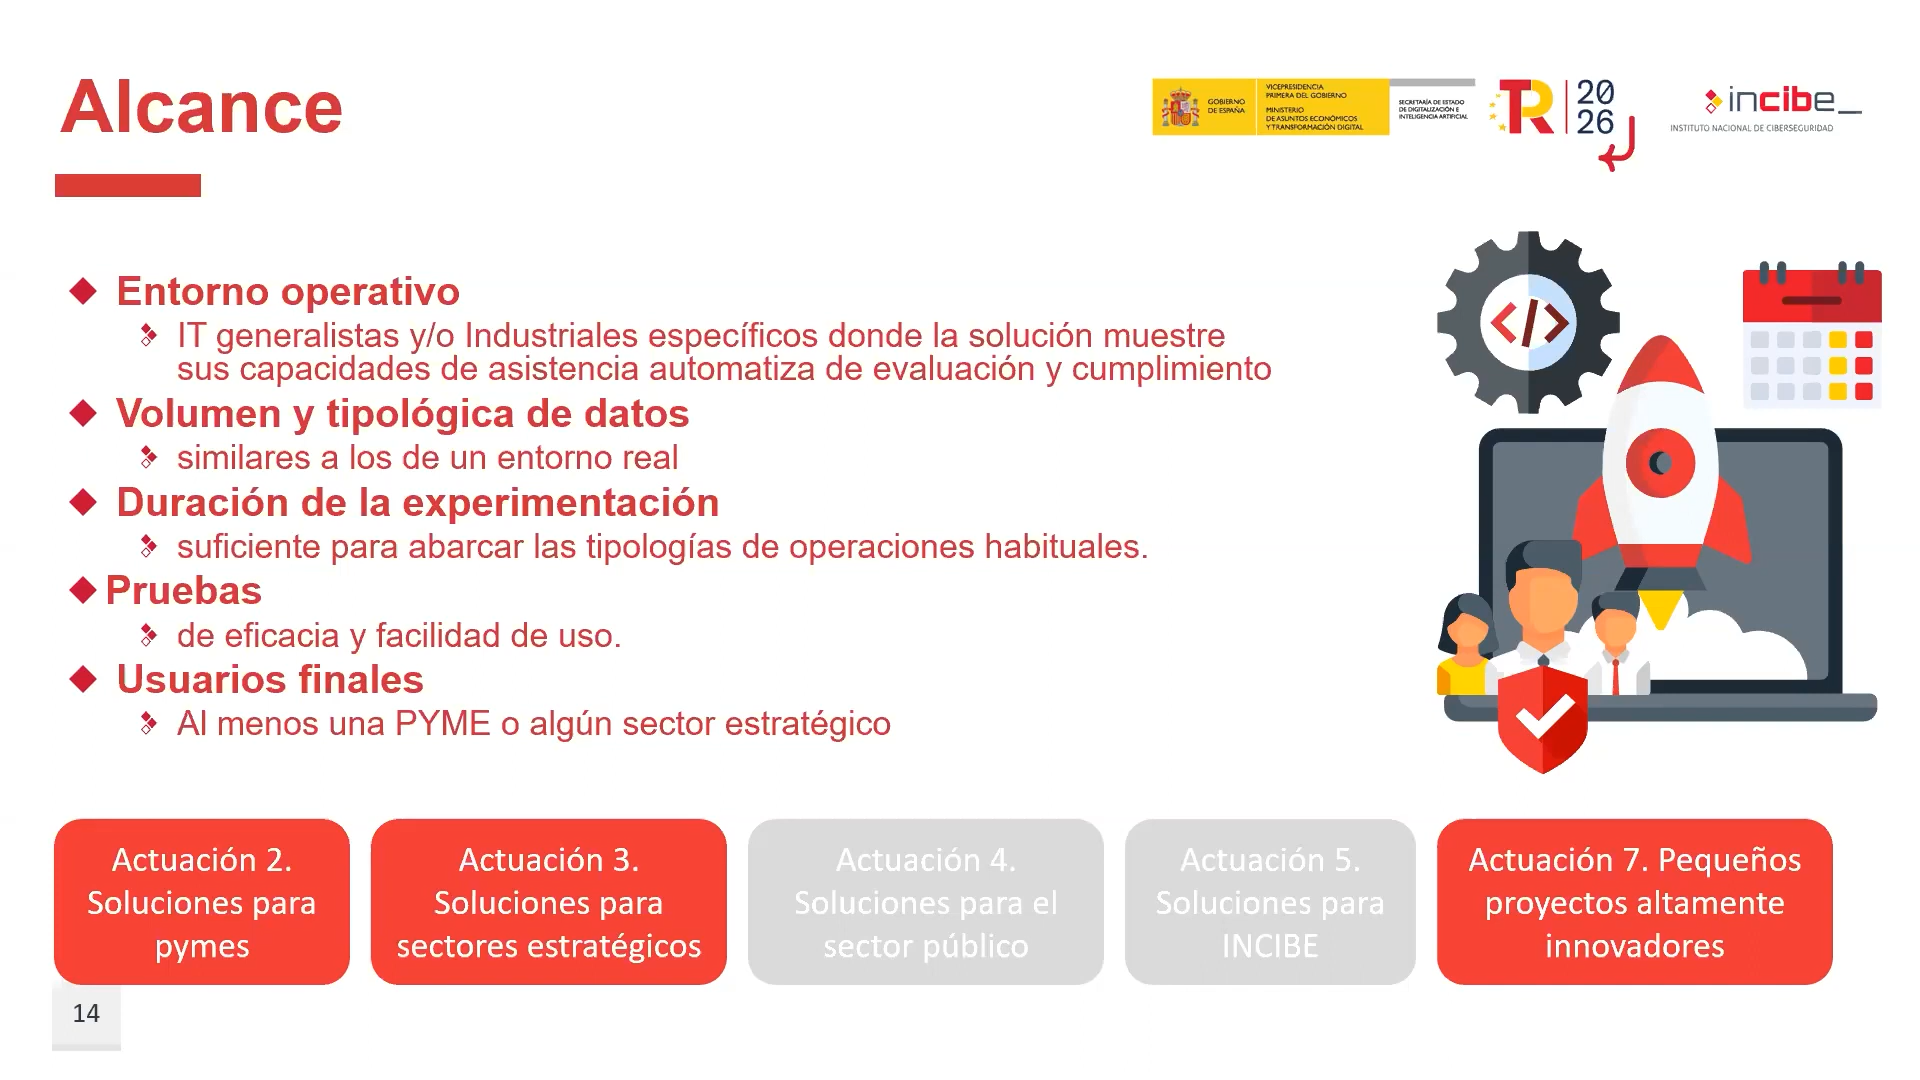 Alcance
GOBIERNO
DE ESPAÑA
VICEPRESIDENCIA
PRIMERA DEL GOBIERNO
MINISTERIO
DE ASUNTOS ECONÓMICOS
Y TRANSFORMACIÓN DIGITAL
SECRETARÍA DE ESTADO
DE DIGITALIZACIÓN E
INTELIGENCIA ARTIFICIAL
TR
20
26
incibe_
INSTITUTO NACIONAL DE CIBERSEGURIDAD
Entorno operativo
IT generalistas y/o Industriales específicos donde la solución muestre
sus capacidades de asistencia automatiza de evaluación y cumplimiento
Volumen y tipológica de datos
similares a los de un entorno real
Duración de la experimentación
suficiente para abarcar las tipologías de operaciones habituales.
Pruebas
de eficacia y facilidad de uso.
Usuarios finales
Al menos una PYME o algún sector estratégico
</>
Actuación 2.
Soluciones para
pymes
Actuación 3.
Soluciones para
sectores estratégicos
Actuación 4.
Soluciones para el
sector público
Actuación 5.
Soluciones para
INCIBE
Actuación 7. Pequeños
proyectos altamente
innovadores
14